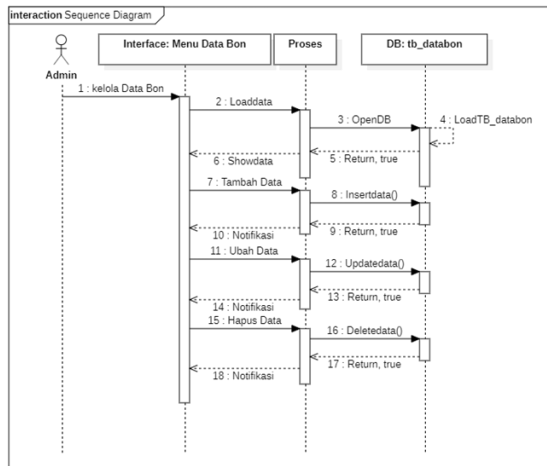 interaction Sequence Diagram
Interface: Menu Data Bon
Proses
DB: tb_databon
Admin
1 : kelola Data Bon
2 : Loaddata
3 : OpenDB
4 : LoadTB_databon
5 : Return, true
6 : Showdata
7 : Tambah Data
8 : Insertdata()
9 : Return, true
10 : Notifikasi
11 : Ubah Data
12 : Updatedata()
13 : Return, true
14 : Notifikasi
15 : Hapus Data
16 : Deletedata()
17 : Return, true
18 : Notifikasi